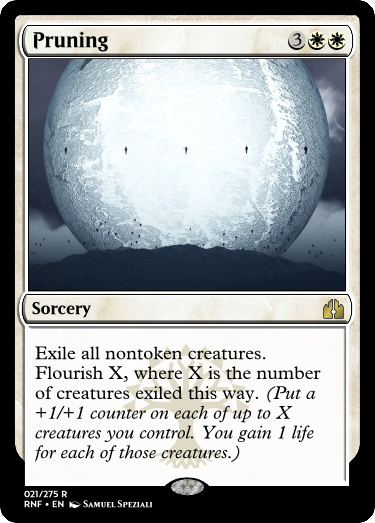 Pruning 3
Sorcery
Exile all nontoken creatures.
Flourish X, where X is the number
of creatures exiled this way. (Put a
+1/+1 counter on each of up to X
creatures you control. You gain 1 life
for each of those creatures.)
021/275 R
RNF • EN Samuel Speziali